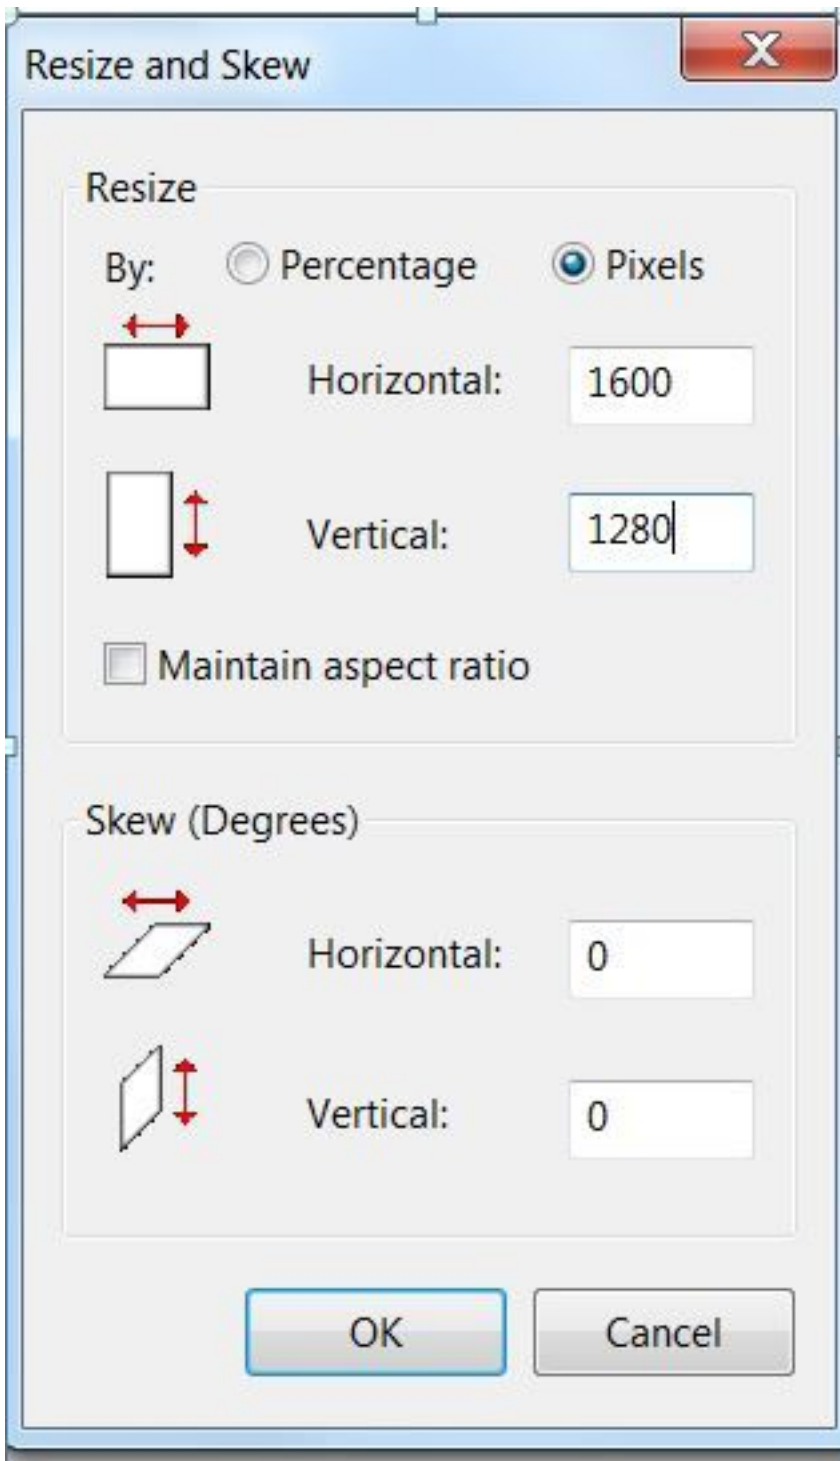 Resize and Skew
Resize
By: Percentage Pixels
Horizontal: 1600
Vertical: 1280
Maintain aspect ratio
Skew (Degrees)
Horizontal: 0
Vertical: 0
OK Cancel